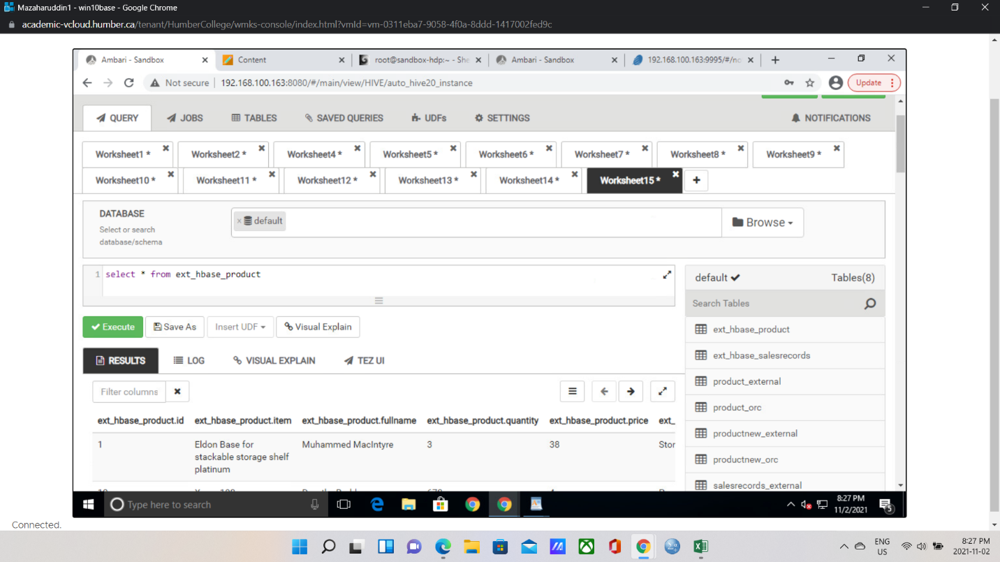 Mazaharuddin1 - win10base - Google Chrome
academic-vcloud.humber.ca/tenant/HumberCollege/wmks-console/index.html?vmId=vm-0311eba7-9058-4f0a-8ddd-1417002fed9c
Ambari - Sandbox
Content
root@sandbox-hdp:~ - She
Ambari - Sandbox
192.168.100.163:9995/#/no
Not secure
192.168.100.163:8080/#/main/view/HIVE/auto_hive20_instance
Update
QUERY
JOBS
TABLES
SAVED QUERIES
UDFs
SETTINGS
NOTIFICATIONS
Worksheet1 *
Worksheet2 *
Worksheet4 *
Worksheet5 *
Worksheet6 *
Worksheet7 *
Worksheet8 *
Worksheet9 *
Worksheet10 *
Worksheet11 *
Worksheet12 *
Worksheet13 *
Worksheet14 *
Worksheet15 *
DATABASE
Select or search
database/schema
× default
Browse
1 select * from ext_hbase_product
default
Tables(8)
Search Tables
ext_hbase_product
ext_hbase_salesrecords
product_external
product_orc
productnew_external
productnew_orc
salesrecords_external
Execute
Save As
Insert UDF
Visual Explain
RESULTS
LOG
VISUAL EXPLAIN
TEZ UI
Filter columns
ext_hbase_product.id ext_hbase_product.item ext_hbase_product.fullname ext_hbase_product.quantity ext_hbase_product.price ext_
1 Eldon Base for Muhammed MacIntyre 3 38 Stor
stackable storage shelf
platinum
Type here to search
8:27 PM
11/2/2021
5
Connected.
ENG
US
8:27 PM
2021-11-02